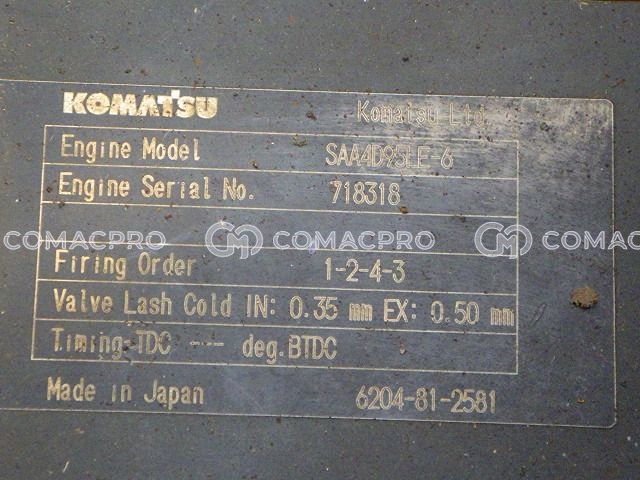 KOMATSU Komatsu Ltd.
Engine Model SAA4D95LE-6
Engine Serial No. 718318
COMACPRO COMACPRO COMACPRO
Firing Order 1-2-4-3
Valve Lash Cold IN: 0.35 mm EX: 0.50 mm
Timing-TDC --- deg.BTDC
Made in Japan 6204-81-2581